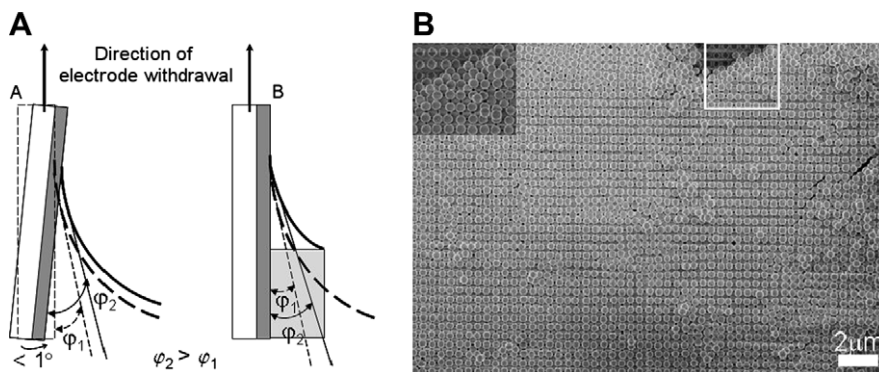 A
Direction of
electrode withdrawal
A
B
φ2
φ1
< 1°
φ2 > φ1
φ1
φ2
B
2μm